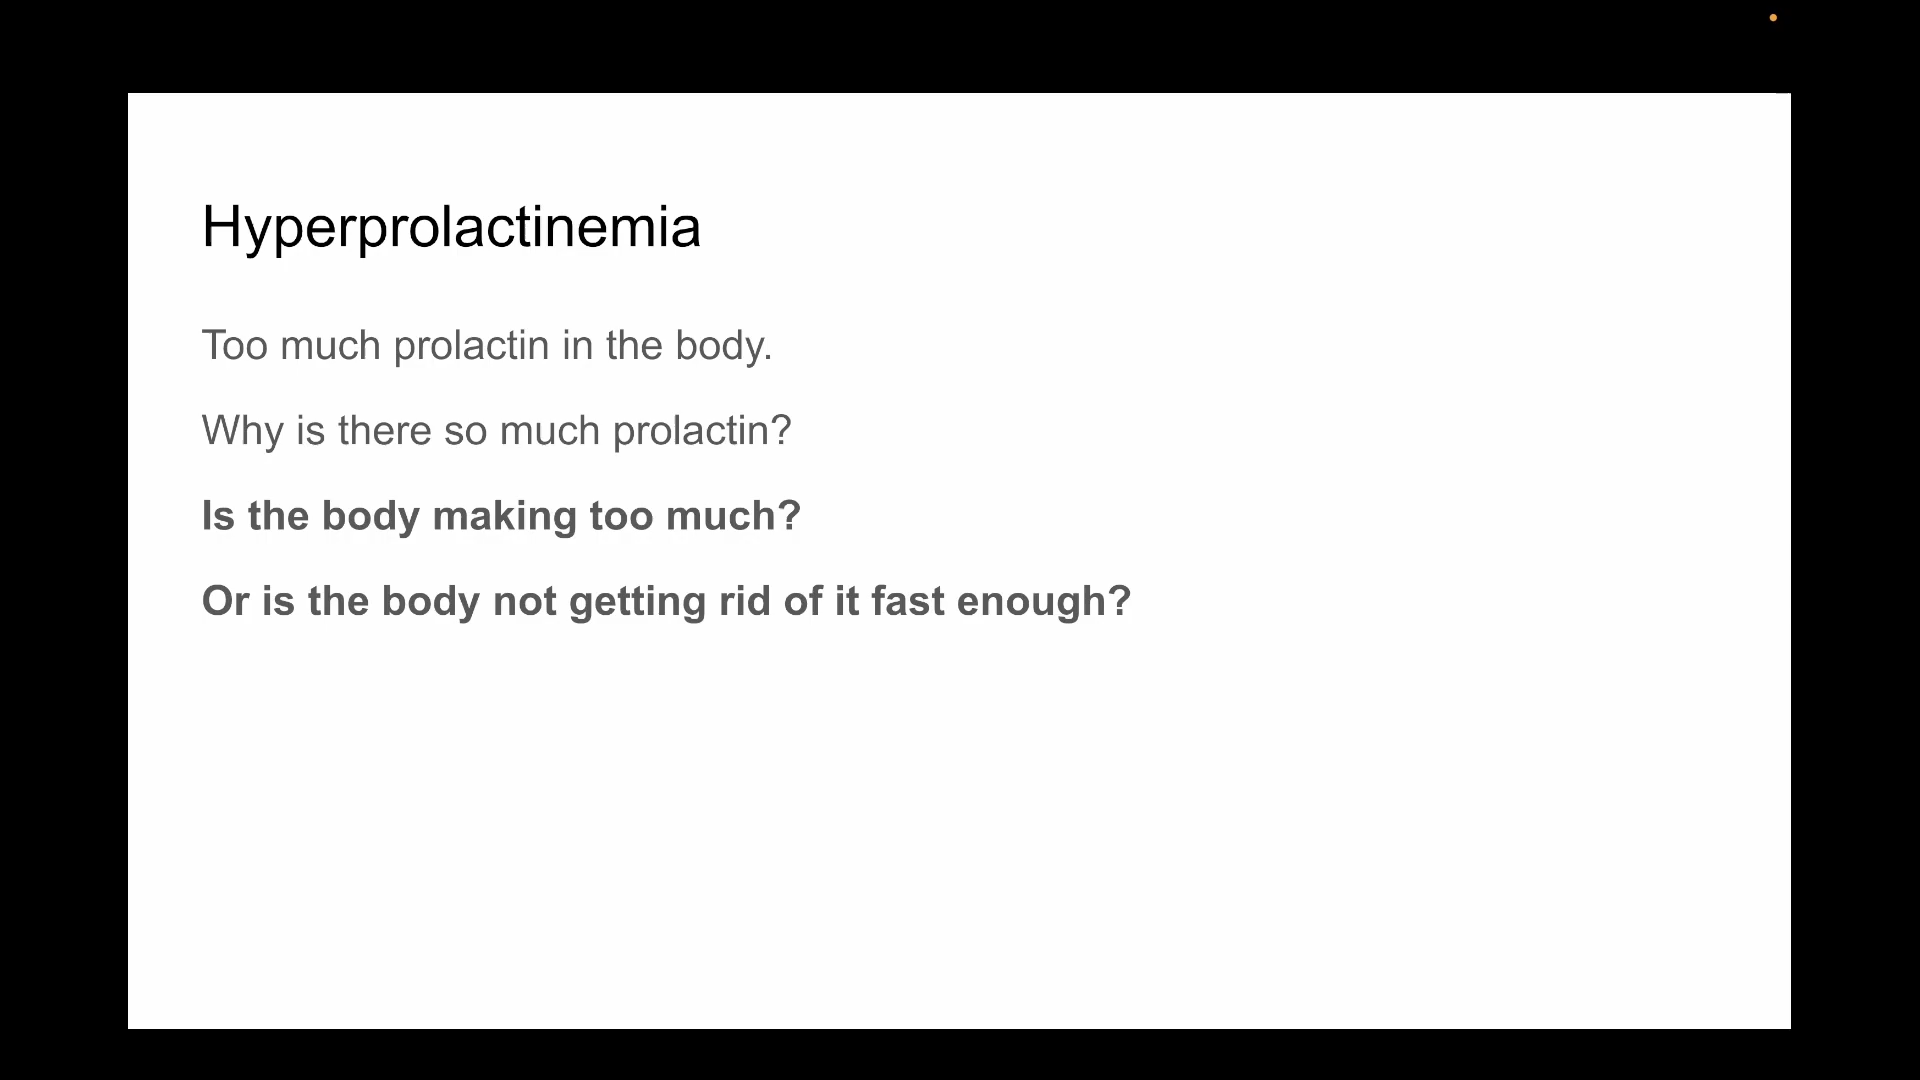 Hyperprolactinemia
Too much prolactin in the body.
Why is there so much prolactin?
Is the body making too much?
Or is the body not getting rid of it fast enough?